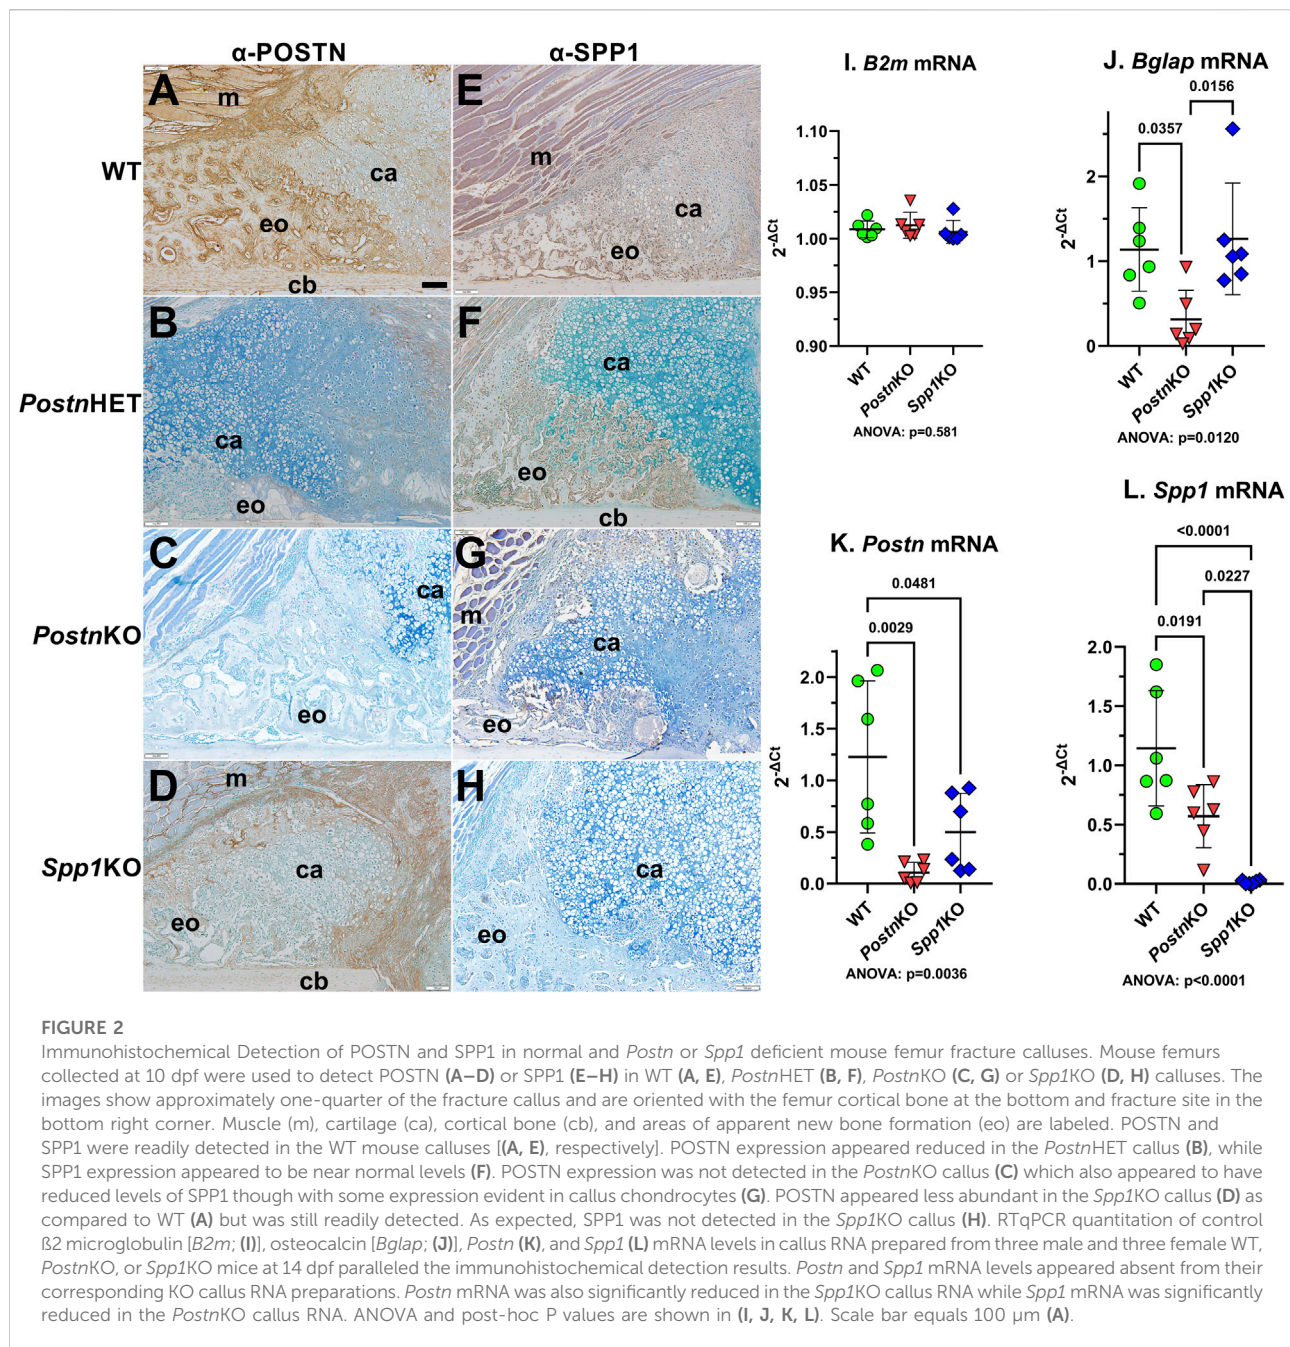 α-POSTN
α-SPP1
WT
PostnHET
PostnKO
Spp1KO
A
m
ca
eo
cb
B
ca
eo
C
ca
eo
D
m
ca
eo
cb
E
m
ca
eo
F
ca
eo
cb
G
m
ca
eo
H
ca
eo
I. B2m mRNA
2-ΔCt
1.10
1.05
1.00
0.95
0.90
WT
PostnKO
Spp1KO
ANOVA: p=0.581
J. Bglap mRNA
0.0156
0.0357
2-ΔCt
2
1
0
WT
PostnKO
Spp1KO
ANOVA: p=0.0120
K. Postn mRNA
0.0481
0.0029
2-ΔCt
2.0
1.5
1.0
0.5
0.0
WT
PostnKO
Spp1KO
ANOVA: p=0.0036
L. Spp1 mRNA
<0.0001
0.0227
0.0191
2-ΔCt
2.0
1.5
1.0
0.5
0.0
WT
PostnKO
Spp1KO
ANOVA: p<0.0001
FIGURE 2
Immunohistochemical Detection of POSTN and SPP1 in normal and Postn or Spp1 deficient mouse femur fracture calluses. Mouse femurs
collected at 10 dpf were used to detect POSTN (A–D) or SPP1 (E–H) in WT (A, E), PostnHET (B, F), PostnKO (C, G) or Spp1KO (D, H) calluses. The
images show approximately one-quarter of the fracture callus and are oriented with the femur cortical bone at the bottom and fracture site in the
bottom right corner. Muscle (m), cartilage (ca), cortical bone (cb), and areas of apparent new bone formation (eo) are labeled. POSTN and
SPP1 were readily detected in the WT mouse calluses [(A, E), respectively]. POSTN expression appeared reduced in the PostnHET callus (B), while
SPP1 expression appeared to be near normal levels (F). POSTN expression was not detected in the PostnKO callus (C) which also appeared to have
reduced levels of SPP1 though with some expression evident in callus chondrocytes (G). POSTN appeared less abundant in the Spp1KO callus (D) as
compared to WT (A) but was still readily detected. As expected, SPP1 was not detected in the Spp1KO callus (H). RTqPCR quantitation of control
ß2 microglobulin [B2m; (I)], osteocalcin [Bglap; (J)], Postn (K), and Spp1 (L) mRNA levels in callus RNA prepared from three male and three female WT,
PostnKO, or Spp1KO mice at 14 dpf paralleled the immunohistochemical detection results. Postn and Spp1 mRNA levels appeared absent from their
corresponding KO callus RNA preparations. Postn mRNA was also significantly reduced in the Spp1KO callus RNA while Spp1 mRNA was significantly
reduced in the PostnKO callus RNA. ANOVA and post-hoc P values are shown in (I, J, K, L). Scale bar equals 100 µm (A).